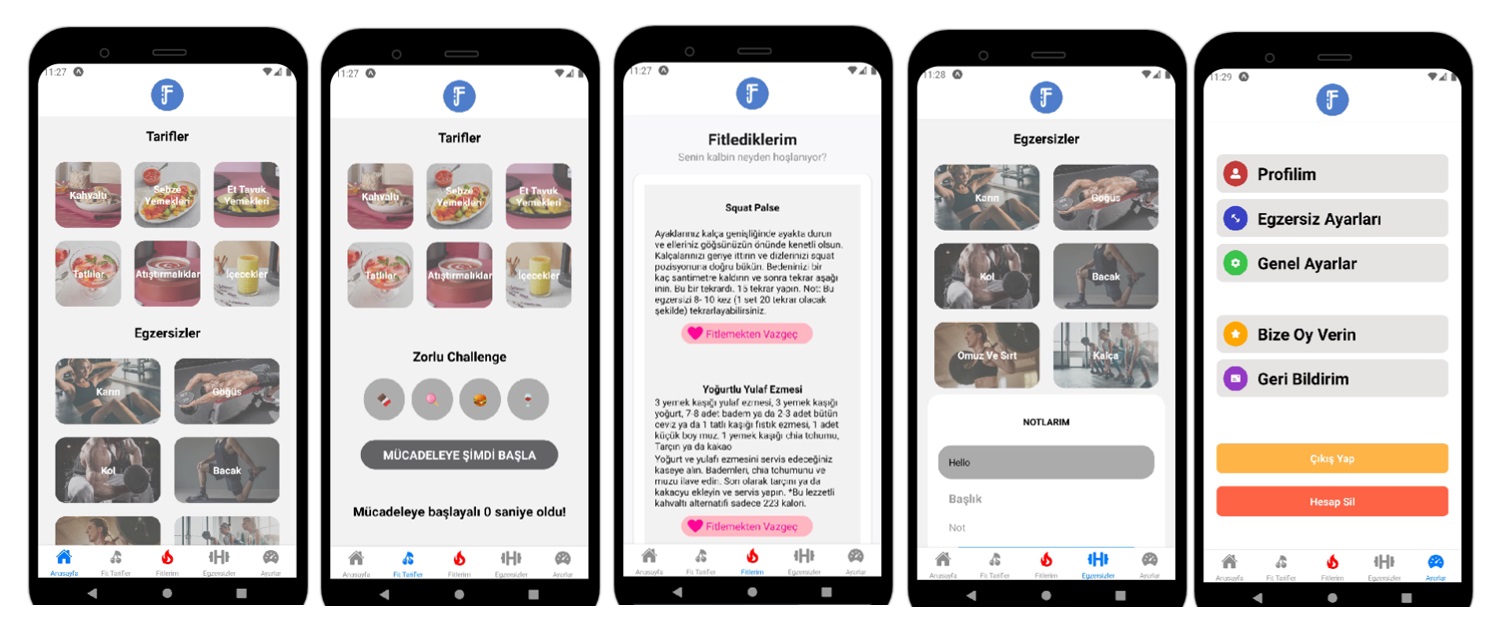 11:27
Tarifler
Kahvaltı
Sebze
Yemekleri
Et Tavuk
Yemekleri
Tatlılar
Atıştırmalıklar
İçecekler
Egzersizler
Karın
Göğüs
Kol
Bacak
Anasayfa
Fit Tarifler
Fitlerim
Egzersizler
Ayarlar
11:27
Tarifler
Kahvaltı
Sebze
Yemekleri
Et Tavuk
Yemekleri
Tatlılar
Atıştırmalıklar
İçecekler
Zorlu Challenge
MÜCADELEYE ŞİMDİ BAŞLA
Mücadeleye başlayalı 0 saniye oldu!
Anasayfa
Fit Tarifler
Fitlerim
Egzersizler
Ayarlar
11:27
Fitlediklerim
Senin kalbin neyden hoşlanıyor?
Squat Palse
Ayaklarınız kalça genişliğinde ayakta durun
ve elleriniz göğsünüzün önünde kenetli olsun.
Kalçalarınızı geriye ittirin ve dizlerinizi squat
pozisyonuna doğru bükün. Bedeninizi bir
kaç santimetre kaldırın ve sonra tekrar aşağı
inin. Bu bir tekrardı. 15 tekrar yapın. Not: Bu
egzersizi 8- 10 kez (1 set 20 tekrar olacak
şekilde) tekrarlayabilirsiniz.
Fitlemekten Vazgeç
Yoğurtlu Yulaf Ezmesi
3 yemek kaşığı yulaf ezmesi, 3 yemek kaşığı
yoğurt, 7-8 adet badem ya da 2-3 adet bütün
ceviz ya da 1 tatlı kaşığı fıstık ezmesi, 1 adet
küçük boy muz, 1 yemek kaşığı chia tohumu,
Tarçın ya da kakao
Yoğurt ve yulafı ezmesini servis edeceğiniz
kaseye alın. Bademleri, chia tohumunu ve
muzu ilave edin. Son olarak tarçını ya da
kakaoyu ekleyin ve servis yapın. *Bu lezzetli
kahvaltı alternatifi sadece 223 kalori.
Fitlemekten Vazgeç
Anasayfa
Fit Tarifler
Fitlerim
Egzersizler
Ayarlar
11:28
Egzersizler
Karın
Göğüs
Kol
Bacak
Omuz Ve Sırt
Kalça
NOTLARIM
Hello
Başlık
Not
Anasayfa
Fit Tarifler
Fitlerim
Egzersizler
Ayarlar
11:29
Profilim
Egzersiz Ayarları
Genel Ayarlar
Bize Oy Verin
Geri Bildirim
Çıkış Yap
Hesap Sil
Anasayfa
Fit Tarifler
Fitlerim
Egzersizler
Ayarlar